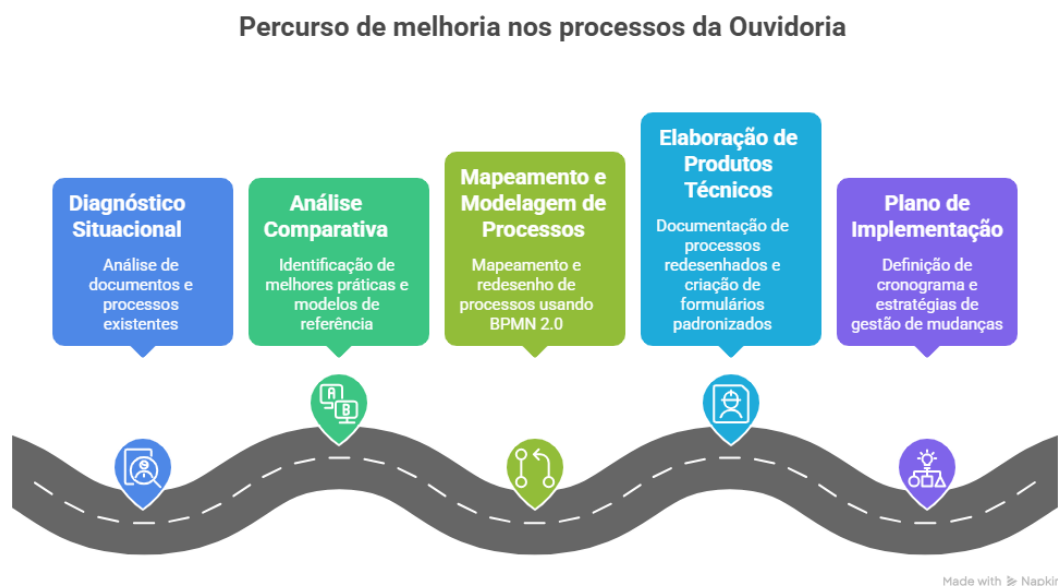 Percurso de melhoria nos processos da Ouvidoria
Diagnóstico
Situacional
Análise de
documentos e
processos
existentes
Análise
Comparativa
Identificação de
melhores práticas e
modelos de
referência
Mapeamento e
Modelagem de
Processos
Mapeamento e
redesenho de
processos usando
BPMN 2.0
Elaboração de
Produtos
Técnicos
Documentação de
processos
redesenhados e
criação de
formulários
padronizados
Plano de
Implementação
Definição de
cronograma e
estratégias de
gestão de mudanças
A
B
Made with Napkin